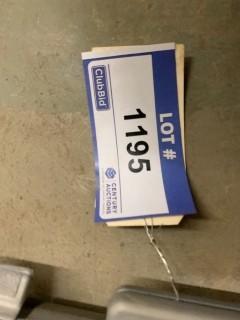 LOT #
1195
ClubBid
CENTURY
AUCTIONS